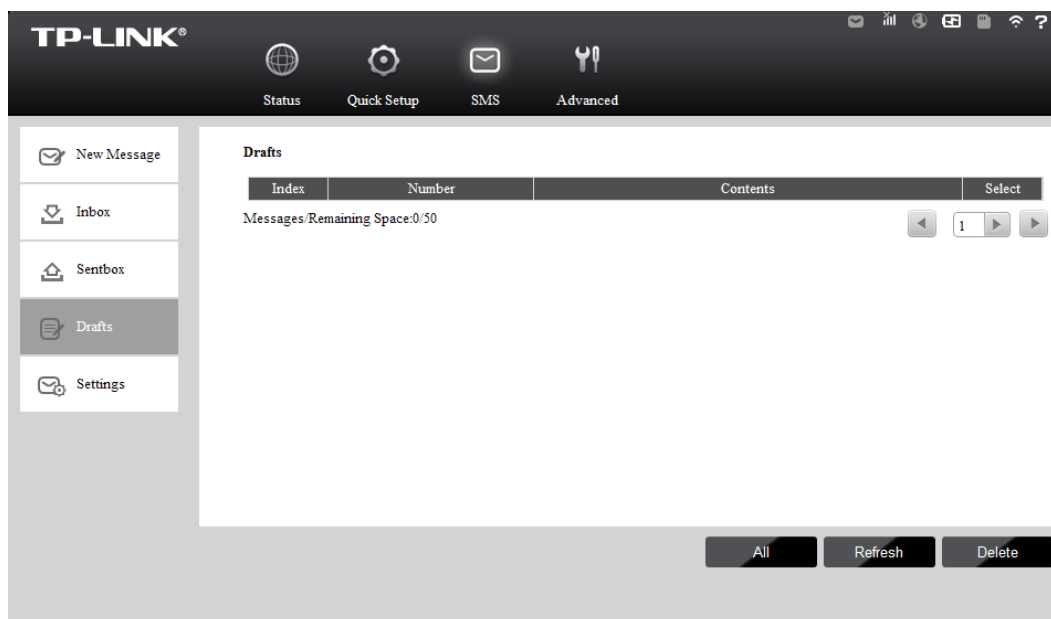 TP-LINK®
?
Status Quick Setup SMS Advanced
New Message
Inbox
Sentbox
Drafts
Settings
Drafts
Index Number Contents Select
Messages/Remaining Space:0/50
1
All Refresh Delete